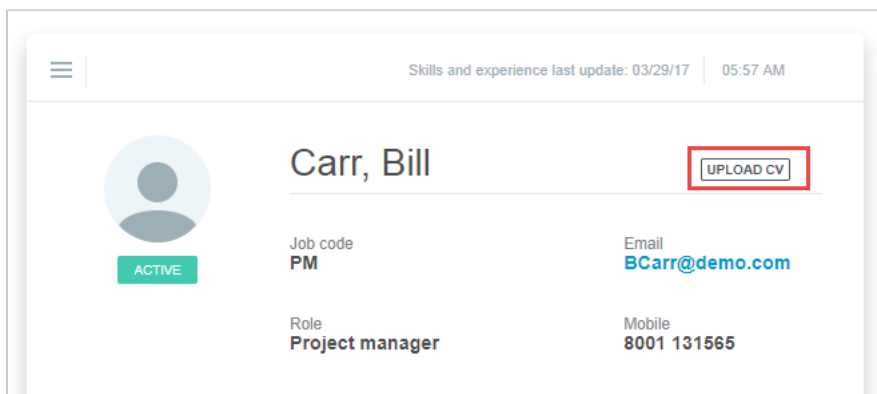 Skills and experience last update: 03/29/17 05:57 AM
Carr, Bill
UPLOAD CV
ACTIVE
Job code
PM
Email
BCarr@demo.com
Role
Project manager
Mobile
8001 131565